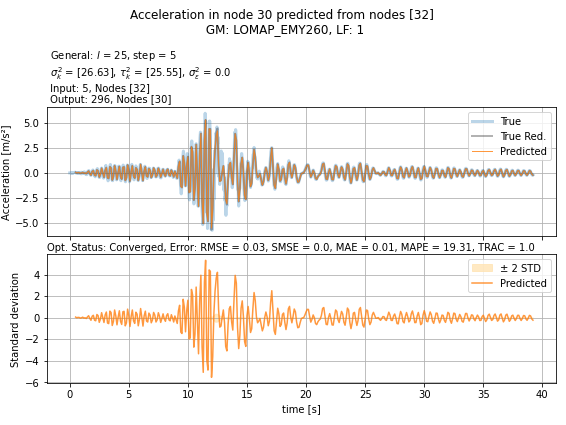 Acceleration in node 30 predicted from nodes [32]
GM: LOMAP_EMY260, LF: 1
General: l = 25, step = 5
σ²ₖ = [26.63], τ²ₖ = [25.55], σ²ε = 0.0
Input: 5, Nodes [32]
Output: 296, Nodes [30]
Acceleration [m/s²]
5.0
2.5
0.0
−2.5
−5.0
True
True Red.
Predicted
Opt. Status: Converged, Error: RMSE = 0.03, SMSE = 0.0, MAE = 0.01, MAPE = 19.31, TRAC = 1.0
Standard deviation
4
2
0
−2
−4
−6
± 2 STD
Predicted
0 5 10 15 20 25 30 35 40
time [s]